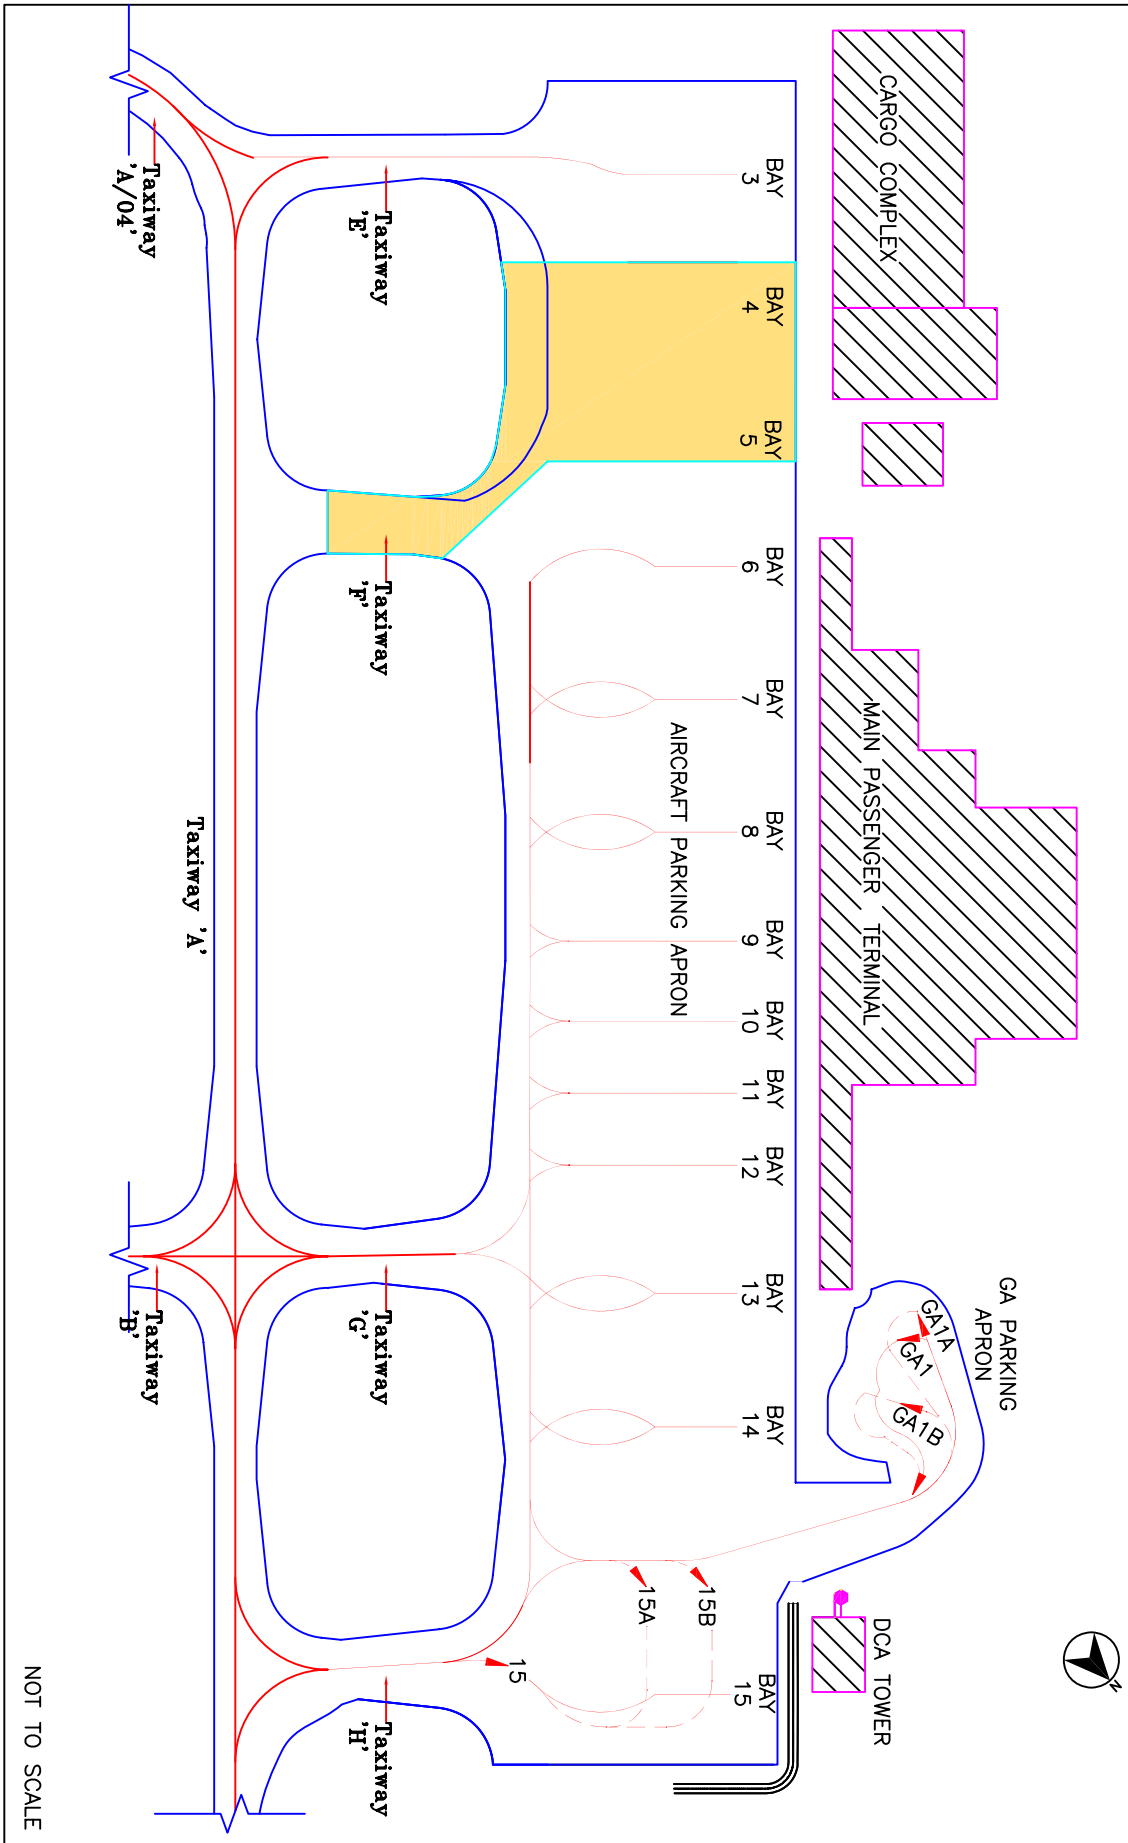 CARGO COMPLEX
MAIN PASSENGER TERMINAL
GA PARKING
APRON
GA1A
GA1
GA1B
DCA TOWER
N
BAY
3
BAY
4
BAY
5
BAY
6
BAY
7
BAY
8
BAY
9
BAY
10
BAY
11
BAY
12
BAY
13
BAY
14
BAY
15
AIRCRAFT PARKING APRON
15B
15A
15
Taxiway
'E'
Taxiway
'F'
Taxiway
'G'
Taxiway
'H'
Taxiway
'A/04'
Taxiway 'A'
Taxiway
'B'
NOT TO SCALE